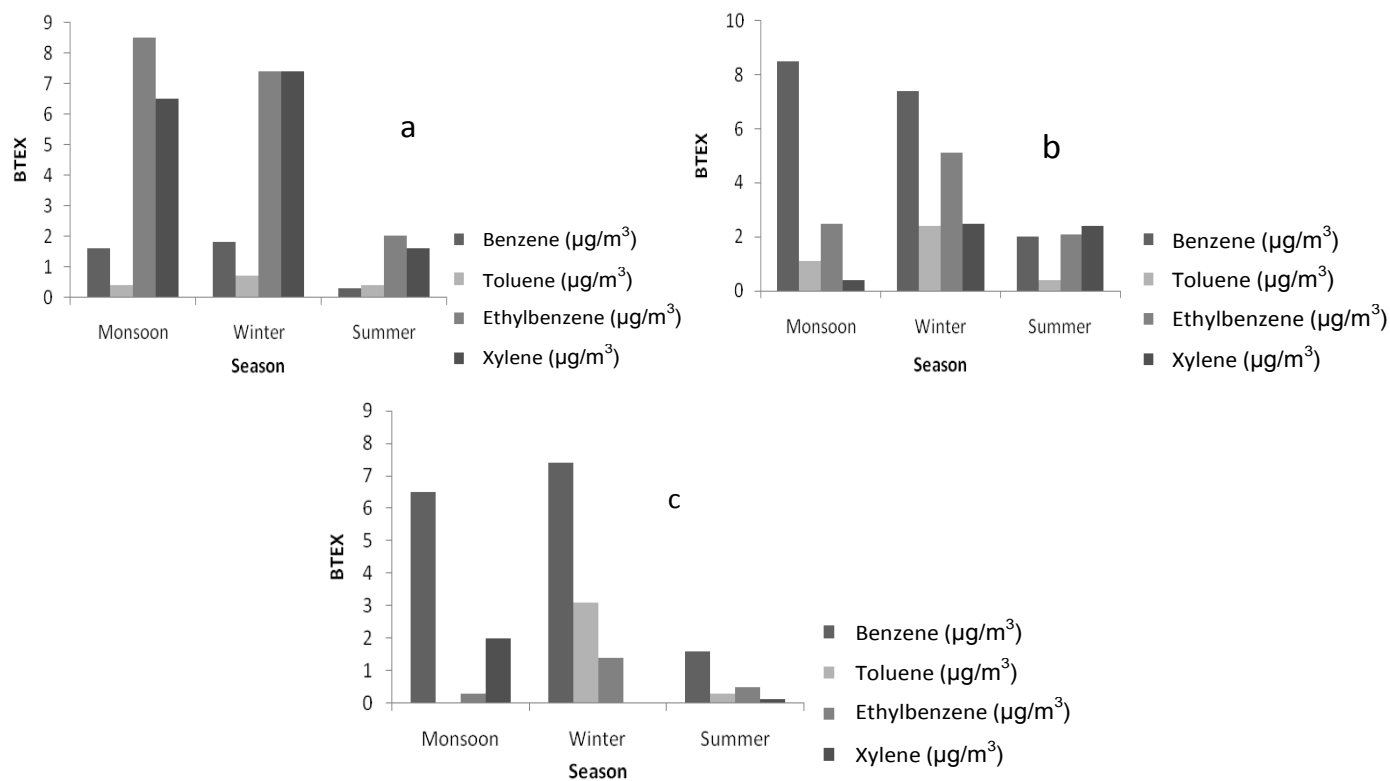 9
8
7
6
5
4
3
2
1
0
BTEX
a
Monsoon Winter Summer
Season
Benzene (µg/m³)
Toluene (µg/m³)
Ethylbenzene (µg/m³)
Xylene (µg/m³)
10
8
6
4
2
0
BTEX
b
Monsoon Winter Summer
Season
Benzene (µg/m³)
Toluene (µg/m³)
Ethylbenzene (µg/m³)
Xylene (µg/m³)
9
8
7
6
5
4
3
2
1
0
BTEX
c
Monsoon Winter Summer
Season
Benzene (µg/m³)
Toluene (µg/m³)
Ethylbenzene (µg/m³)
Xylene (µg/m³)